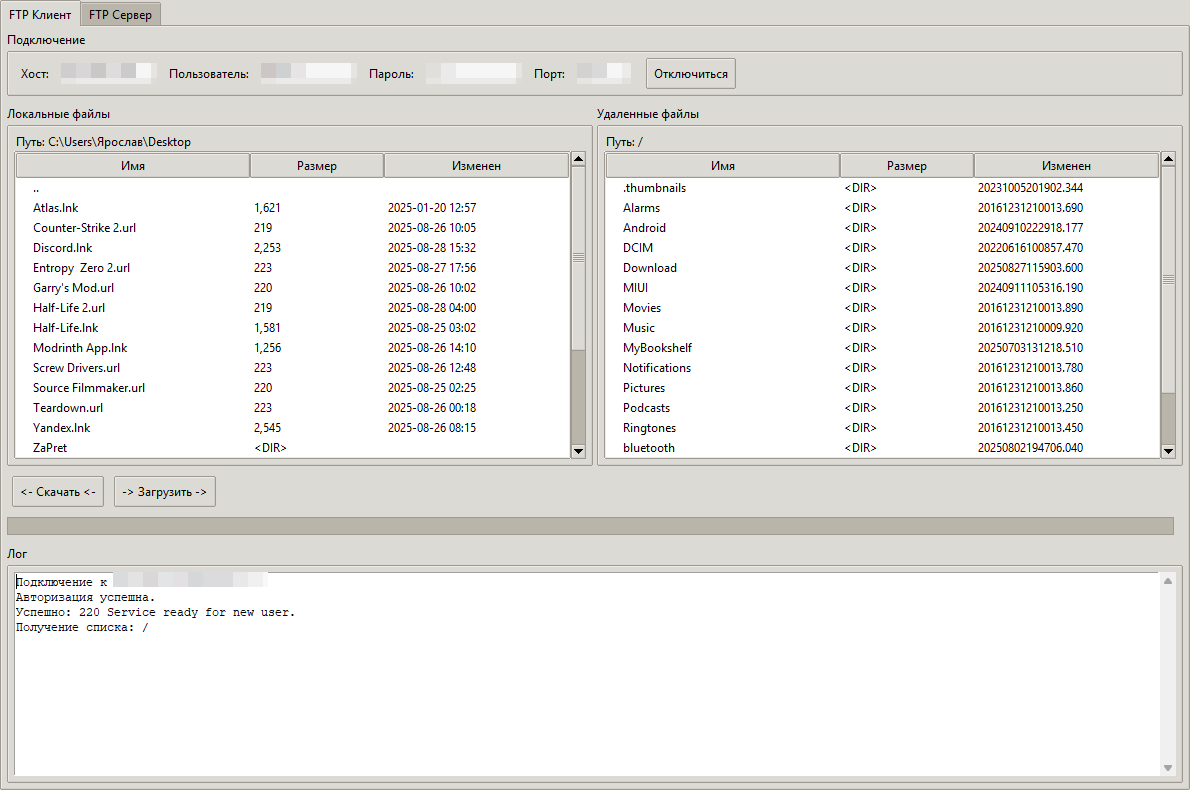 FTP Клиент FTP Сервер
Подключение
Хост: Пользователь: Пароль: Порт: Отключиться
Локальные файлы
Путь: C:\Users\Ярослав\Desktop
Имя Размер Изменен
..
Atlas.lnk 1,621 2025-01-20 12:57
Counter-Strike 2.url 219 2025-08-26 10:05
Discord.lnk 2,253 2025-08-28 15:32
Entropy  Zero 2.url 223 2025-08-27 17:56
Garry's Mod.url 220 2025-08-26 10:02
Half-Life 2.url 219 2025-08-28 04:00
Half-Life.lnk 1,581 2025-08-25 03:02
Modrinth App.lnk 1,256 2025-08-26 14:10
Screw Drivers.url 223 2025-08-26 12:48
Source Filmmaker.url 220 2025-08-25 02:25
Teardown.url 223 2025-08-26 00:18
Yandex.lnk 2,545 2025-08-26 08:15
ZaPret <DIR>
Удаленные файлы
Путь: /
Имя Размер Изменен
.thumbnails <DIR> 20231005201902.344
Alarms <DIR> 20161231210013.690
Android <DIR> 20240910222918.177
DCIM <DIR> 20220616100857.470
Download <DIR> 20250827115903.600
MIUI <DIR> 20240911105316.190
Movies <DIR> 20161231210013.890
Music <DIR> 20161231210009.920
MyBookshelf <DIR> 20250703131218.510
Notifications <DIR> 20161231210013.780
Pictures <DIR> 20161231210013.860
Podcasts <DIR> 20161231210013.250
Ringtones <DIR> 20161231210013.450
bluetooth <DIR> 20250802194706.040
<- Скачать <- -> Загрузить ->
Лог
Подключение к
Авторизация успешна.
Успешно: 220 Service ready for new user.
Получение списка: /